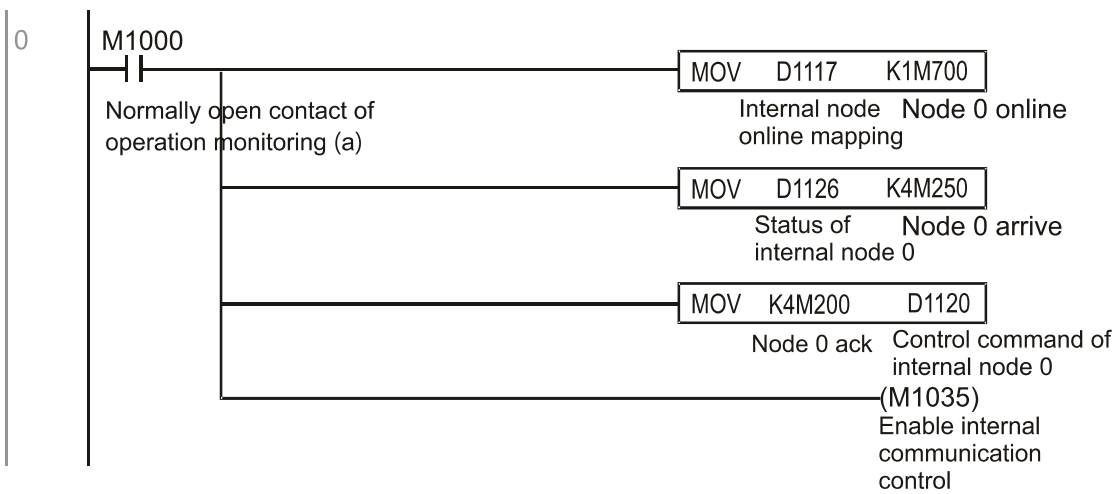 0
M1000
Normally open contact of
operation monitoring (a)
MOV D1117 K1M700
Internal node
online mapping
Node 0 online
MOV D1126 K4M250
Status of
internal node 0
Node 0 arrive
MOV K4M200 D1120
Node 0 ack
Control command of
internal node 0
(M1035)
Enable internal
communication
control